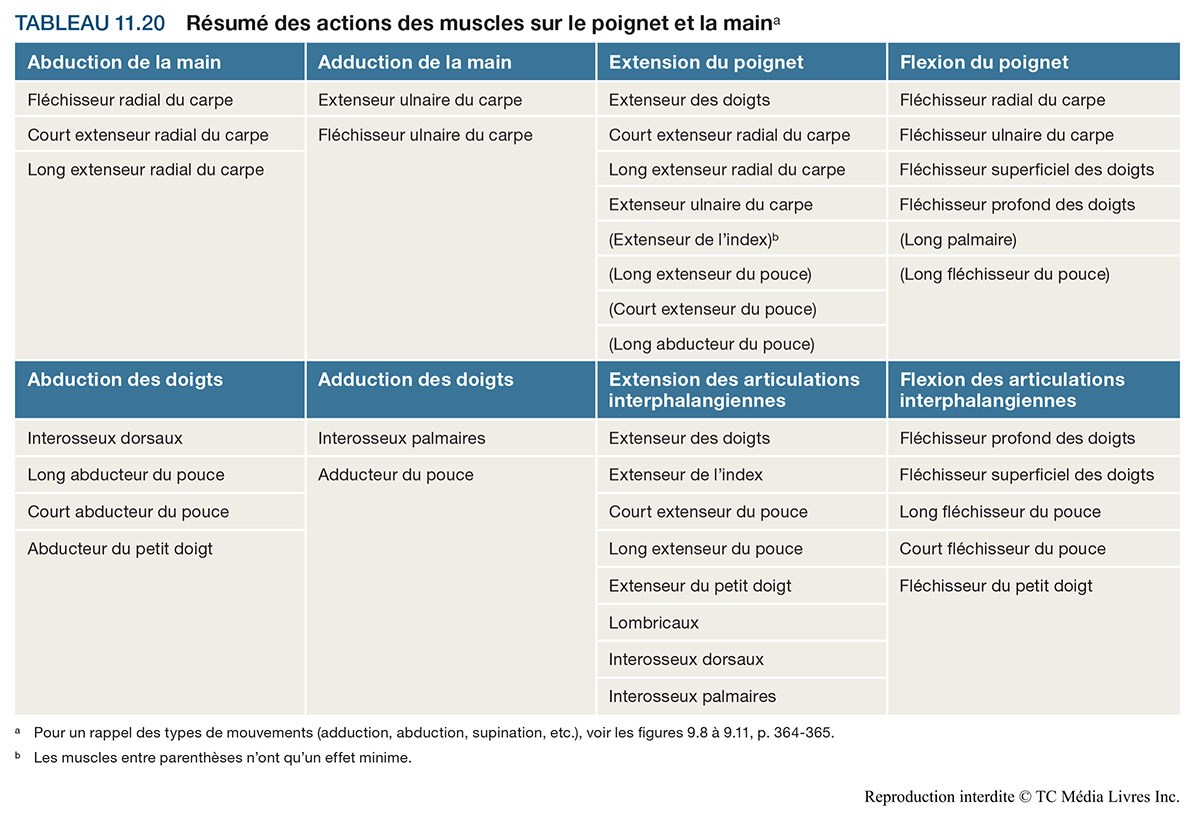 TABLEAU 11.20 Résumé des actions des muscles sur le poignet et la mainᵃ
Abduction de la main Adduction de la main Extension du poignet Flexion du poignet
Fléchisseur radial du carpe Extenseur ulnaire du carpe Extenseur des doigts Fléchisseur radial du carpe
Court extenseur radial du carpe Fléchisseur ulnaire du carpe Court extenseur radial du carpe Fléchisseur ulnaire du carpe
Long extenseur radial du carpe Long extenseur radial du carpe Fléchisseur superficiel des doigts
Extenseur ulnaire du carpe Fléchisseur profond des doigts
(Extenseur de l’index)ᵇ (Long palmaire)
(Long extenseur du pouce) (Long fléchisseur du pouce)
(Court extenseur du pouce)
(Long abducteur du pouce)
Abduction des doigts Adduction des doigts Extension des articulations Flexion des articulations
interphalangiennes interphalangiennes
Interosseux dorsaux Interosseux palmaires Extenseur des doigts Fléchisseur profond des doigts
Long abducteur du pouce Adducteur du pouce Extenseur de l’index Fléchisseur superficiel des doigts
Court abducteur du pouce Court extenseur du pouce Long fléchisseur du pouce
Abducteur du petit doigt Long extenseur du pouce Court fléchisseur du pouce
Extenseur du petit doigt Fléchisseur du petit doigt
Lombricaux
Interosseux dorsaux
Interosseux palmaires
ᵃ Pour un rappel des types de mouvements (adduction, abduction, supination, etc.), voir les figures 9.8 à 9.11, p. 364-365.
ᵇ Les muscles entre parenthèses n’ont qu’un effet minime.
Reproduction interdite © TC Média Livres Inc.